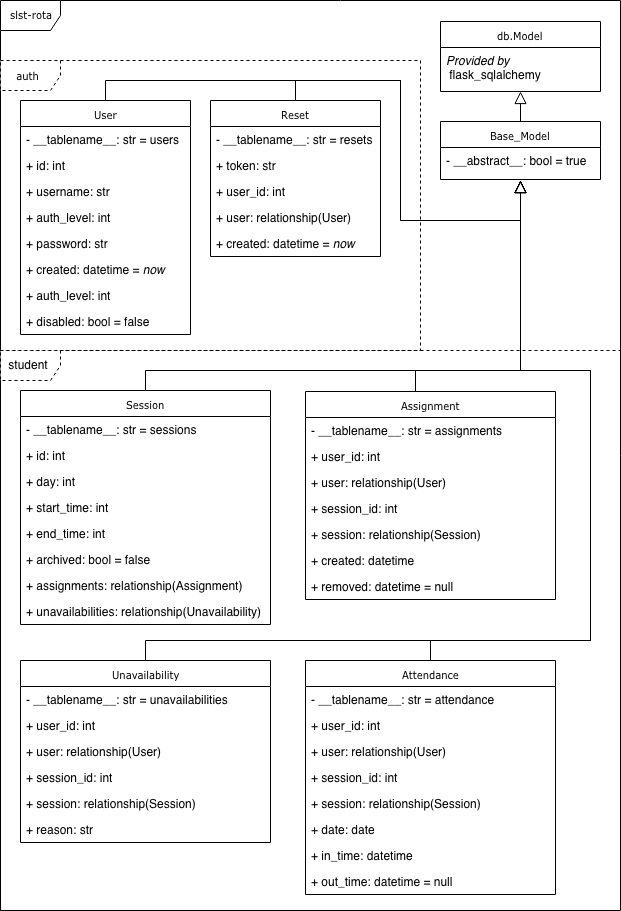 slst-rota
db.Model
Provided by
flask_sqlalchemy
Base_Model
- __abstract__: bool = true
auth
User
- __tablename__: str = users
+ id: int
+ username: str
+ auth_level: int
+ password: str
+ created: datetime = now
+ auth_level: int
+ disabled: bool = false
Reset
- __tablename__: str = resets
+ token: str
+ user_id: int
+ user: relationship(User)
+ created: datetime = now
student
Session
- __tablename__: str = sessions
+ id: int
+ day: int
+ start_time: int
+ end_time: int
+ archived: bool = false
+ assignments: relationship(Assignment)
+ unavailabilities: relationship(Unavailability)
Assignment
- __tablename__: str = assignments
+ user_id: int
+ user: relationship(User)
+ session_id: int
+ session: relationship(Session)
+ created: datetime
+ removed: datetime = null
Unavailability
- __tablename__: str = unavailabilities
+ user_id: int
+ user: relationship(User)
+ session_id: int
+ session: relationship(Session)
+ reason: str
Attendance
- __tablename__: str = attendance
+ user_id: int
+ user: relationship(User)
+ session_id: int
+ session: relationship(Session)
+ date: date
+ in_time: datetime
+ out_time: datetime = null